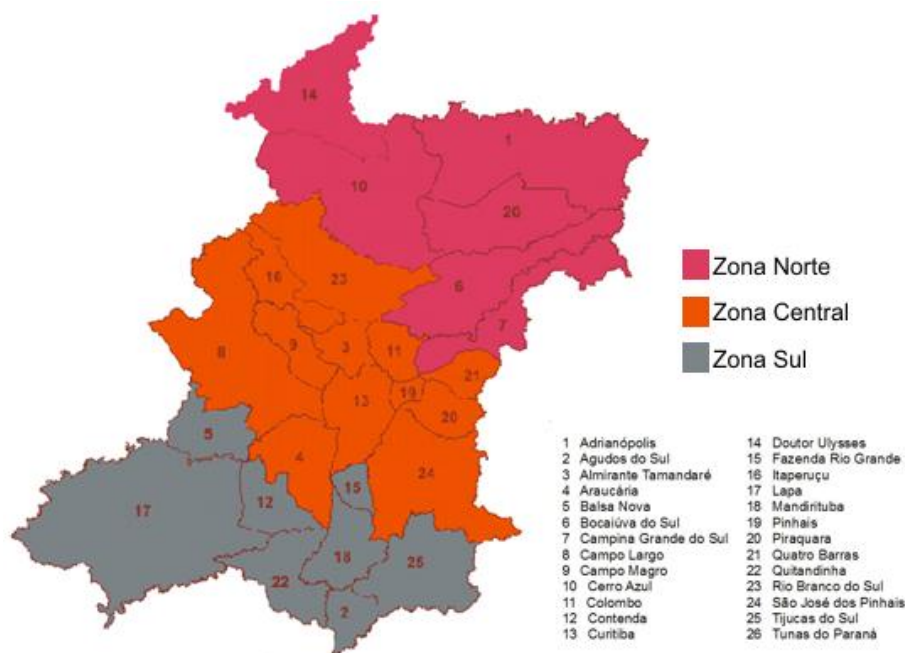 14
1
10
26
16
23
6
7
Zona Norte
Zona Central
Zona Sul
8
9
3
11
21
19
13
20
5
4
24
17
12
15
18
25
22
2
1 Adrianópolis
2 Agudos do Sul
3 Almirante Tamandaré
4 Araucária
5 Balsa Nova
6 Bocaiúva do Sul
7 Campina Grande do Sul
8 Campo Largo
9 Campo Magro
10 Cerro Azul
11 Colombo
12 Contenda
13 Curitiba
14 Doutor Ulysses
15 Fazenda Rio Grande
16 Itaperuçu
17 Lapa
18 Mandirituba
19 Pinhais
20 Piraquara
21 Quatro Barras
22 Quitandinha
23 Rio Branco do Sul
24 São José dos Pinhais
25 Tijucas do Sul
26 Tunas do Paraná